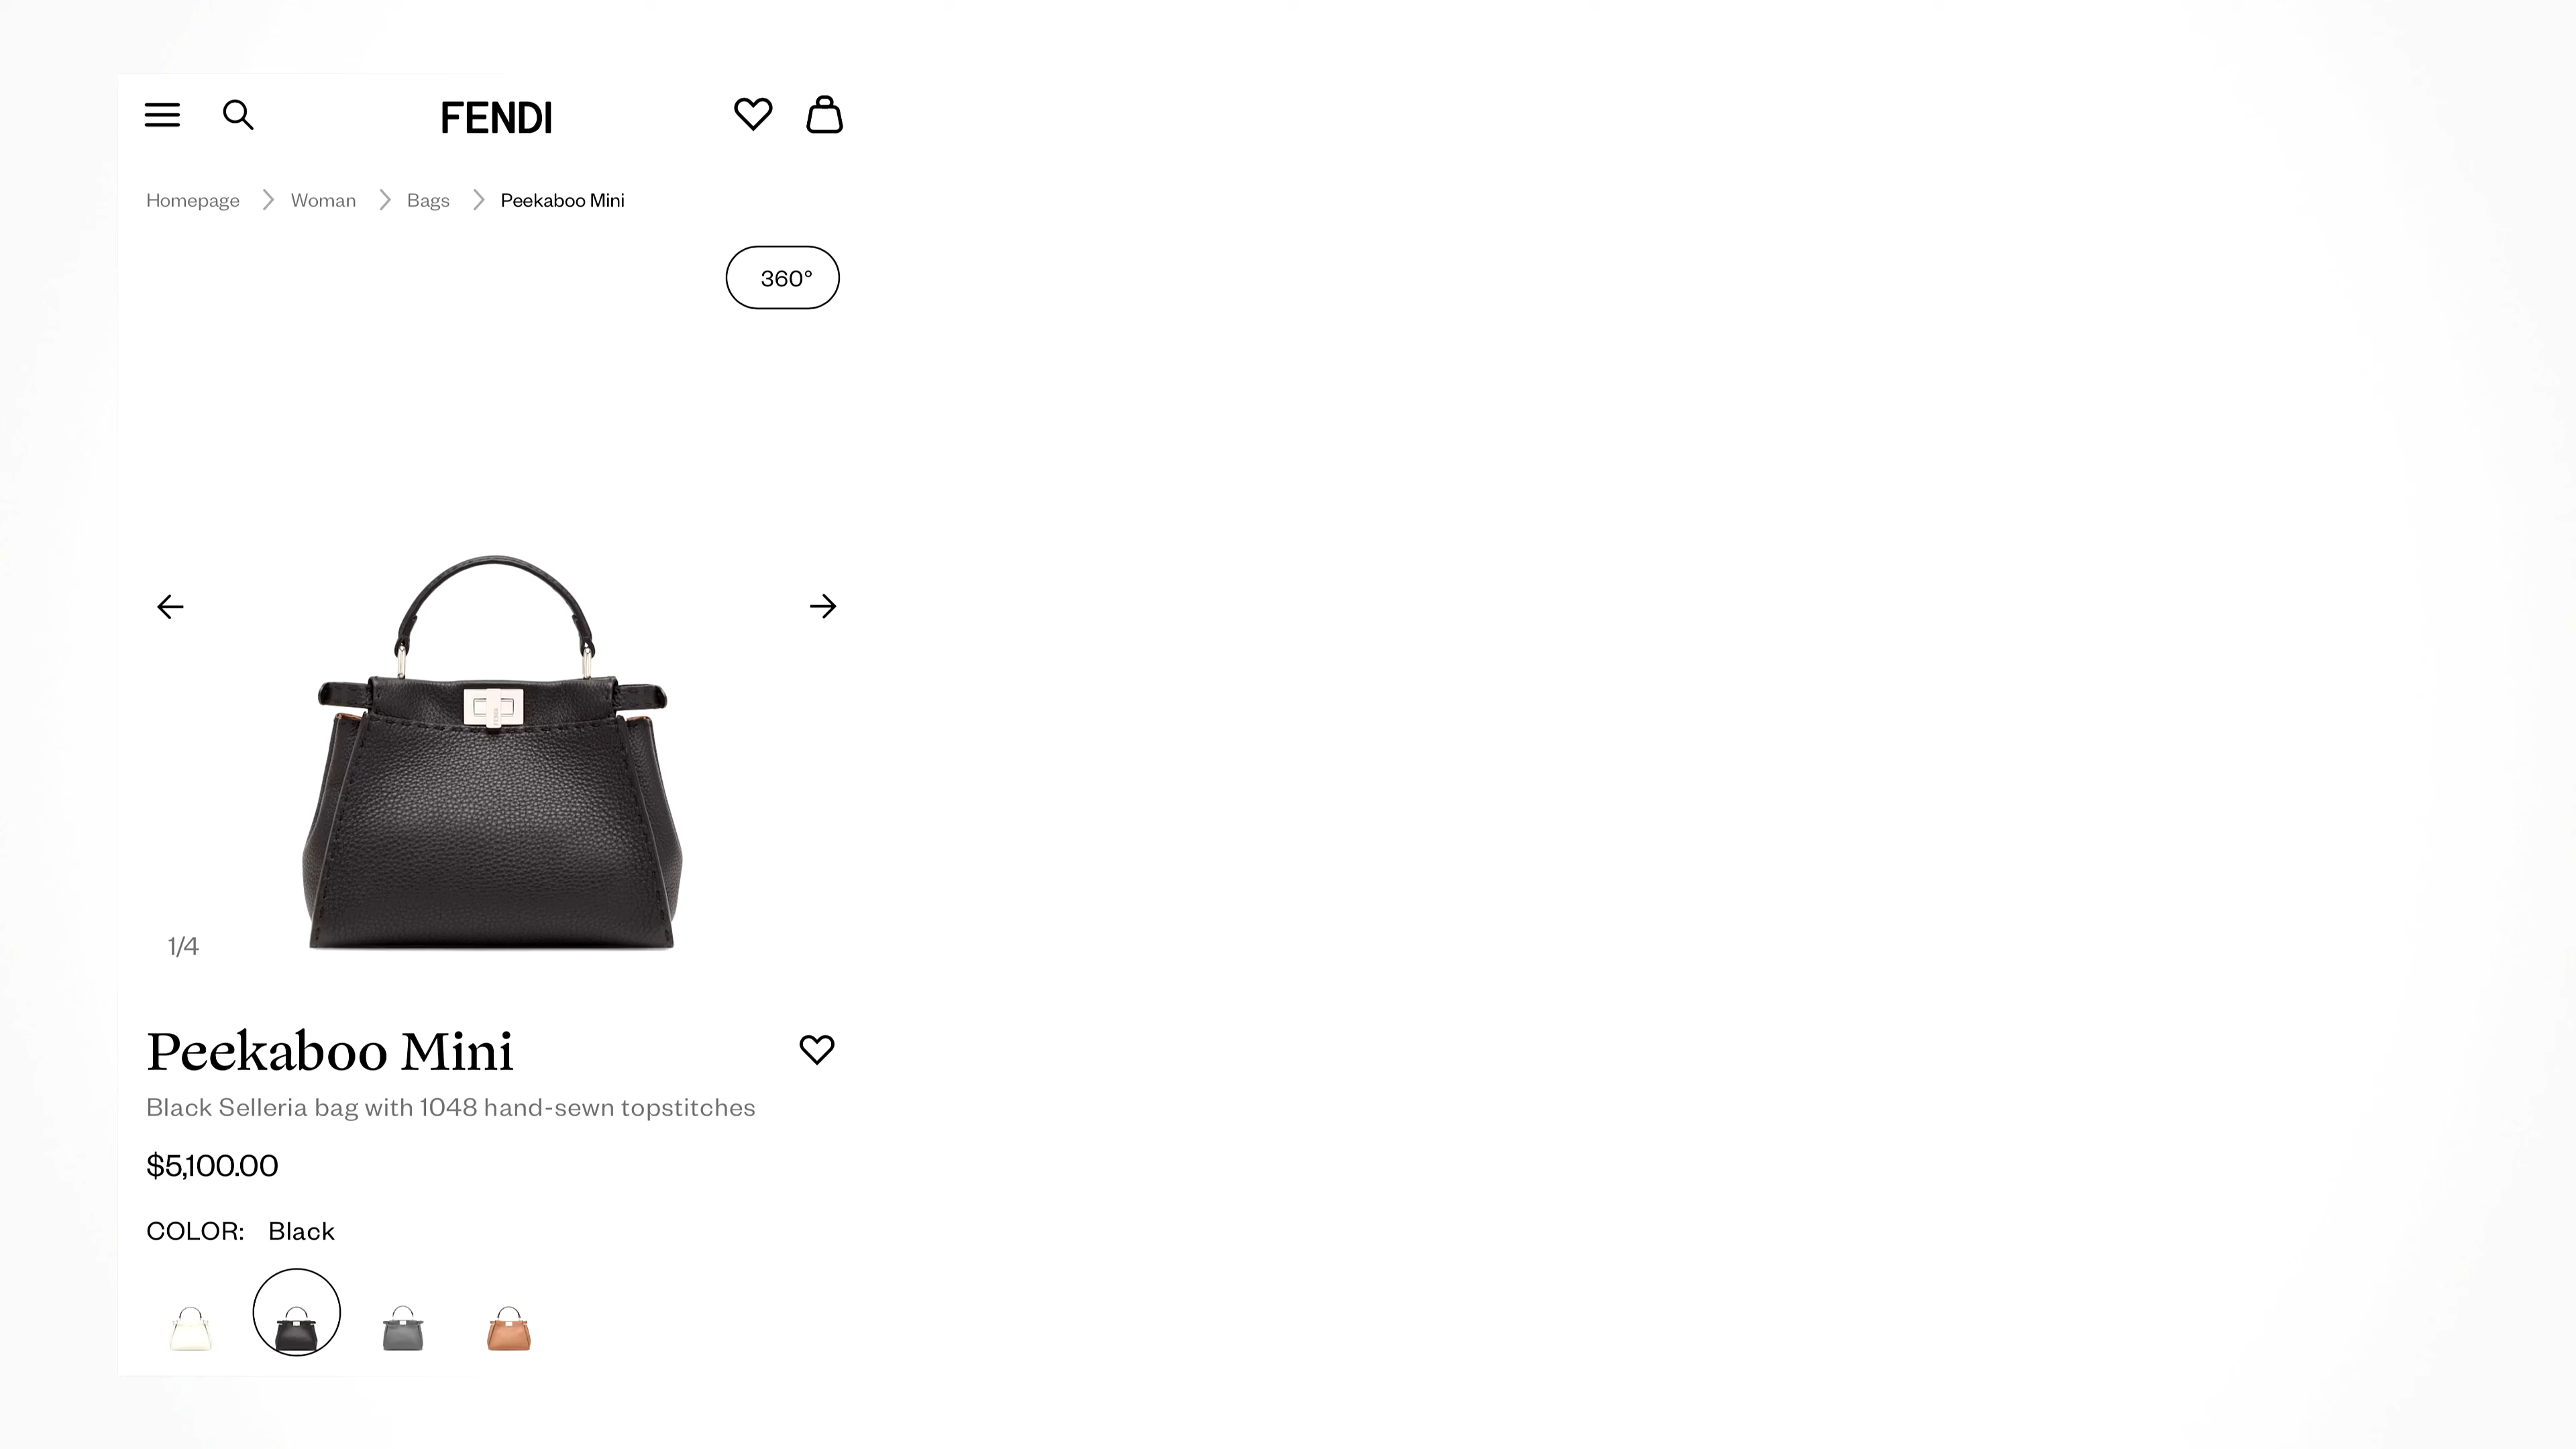 FENDI
Homepage > Woman > Bags > Peekaboo Mini
360°
FENDI
1/4
Peekaboo Mini
Black Selleria bag with 1048 hand-sewn topstitches
$5,100.00
COLOR: Black